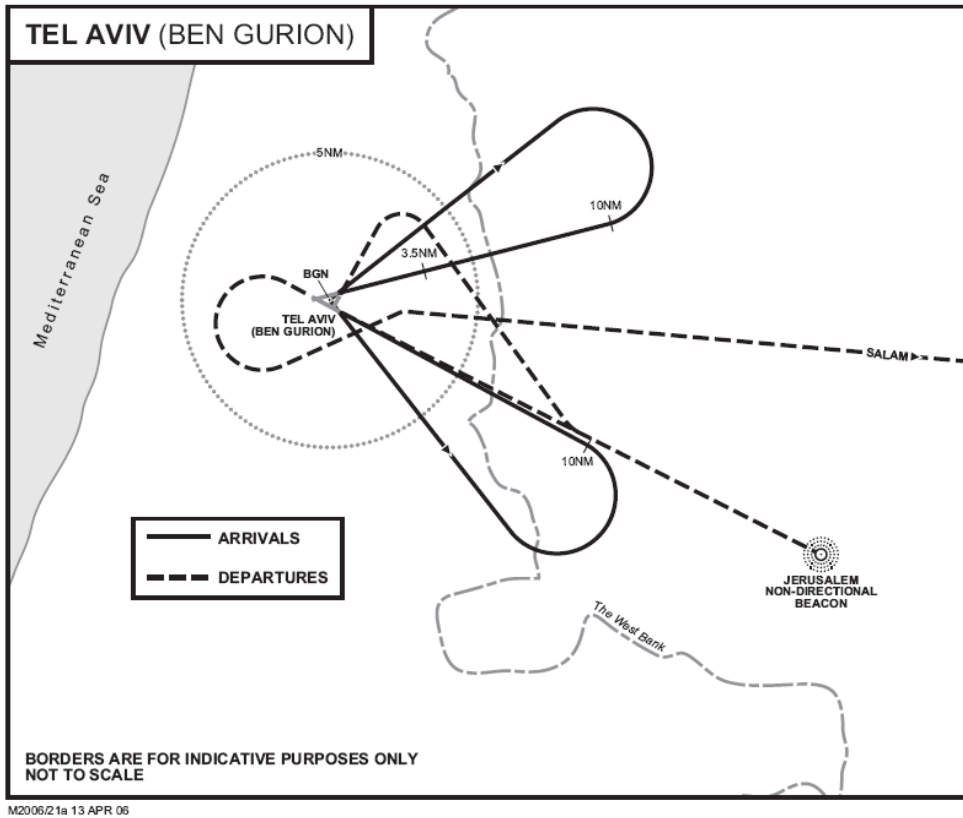 TEL AVIV (BEN GURION)
5NM
Mediterranean Sea
10NM
3.5NM
BGN
TEL AVIV
(BEN GURION)
SALAM
10NM
ARRIVALS
DEPARTURES
JERUSALEM
NON-DIRECTIONAL
BEACON
The West Bank
BORDERS ARE FOR INDICATIVE PURPOSES ONLY
NOT TO SCALE
M2006/21a 13 APR 06